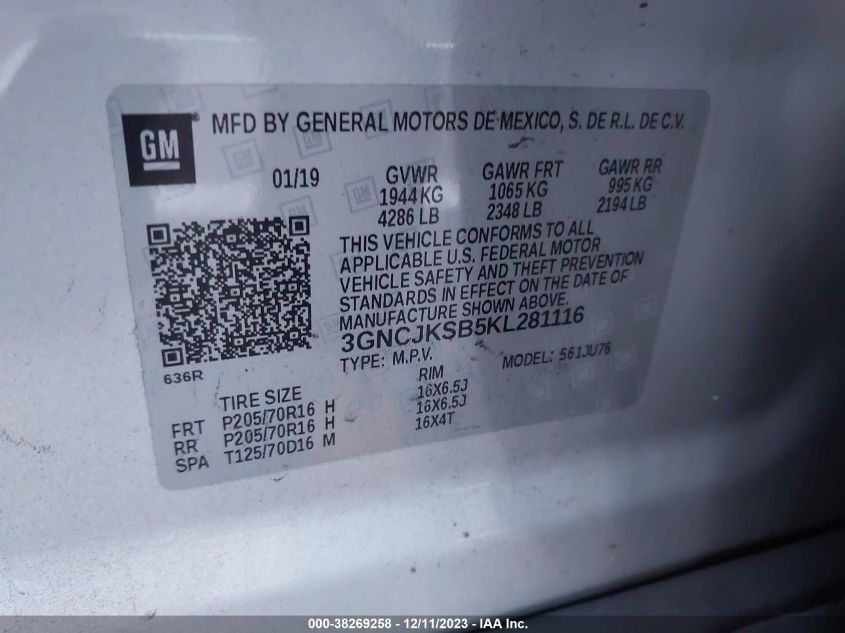 GM ® MFD BY GENERAL MOTORS DE MEXICO, S. DE R.L. DE C.V.
01/19 GVWR GAWR FRT GAWR RR
1944 KG 1065 KG 995 KG
4286 LB 2348 LB 2194 LB
THIS VEHICLE CONFORMS TO ALL
APPLICABLE U.S. FEDERAL MOTOR
VEHICLE SAFETY AND THEFT PREVENTION
STANDARDS IN EFFECT ON THE DATE OF
MANUFACTURE SHOWN ABOVE.
3GNCJKSB5KL281116
TYPE: M.P.V. MODEL: 561JU76
636R
TIRE SIZE RIM
FRT P205/70R16 H 16X6.5J
RR P205/70R16 H 16X6.5J
SPA T125/70D16 M 16X4T
000-38269258 - 12/11/2023 - IAA Inc.